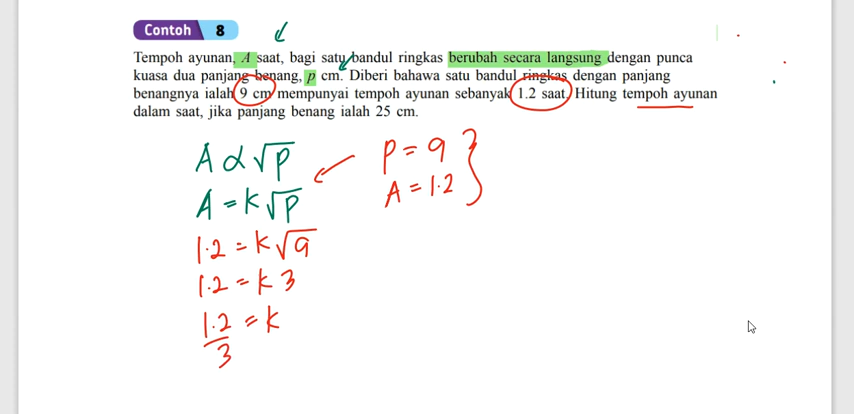 Contoh 8
Tempoh ayunan, A saat, bagi satu bandul ringkas berubah secara langsung dengan punca
kuasa dua panjang benang, p cm. Diberi bahawa satu bandul ringkas dengan panjang
benangnya ialah 9 cm mempunyai tempoh ayunan sebanyak 1.2 saat. Hitung tempoh ayunan
dalam saat, jika panjang benang ialah 25 cm.
A ∝ √p
A = k√p
p = 9
A = 1.2
1.2 = k√9
1.2 = k 3
1.2/3 = k